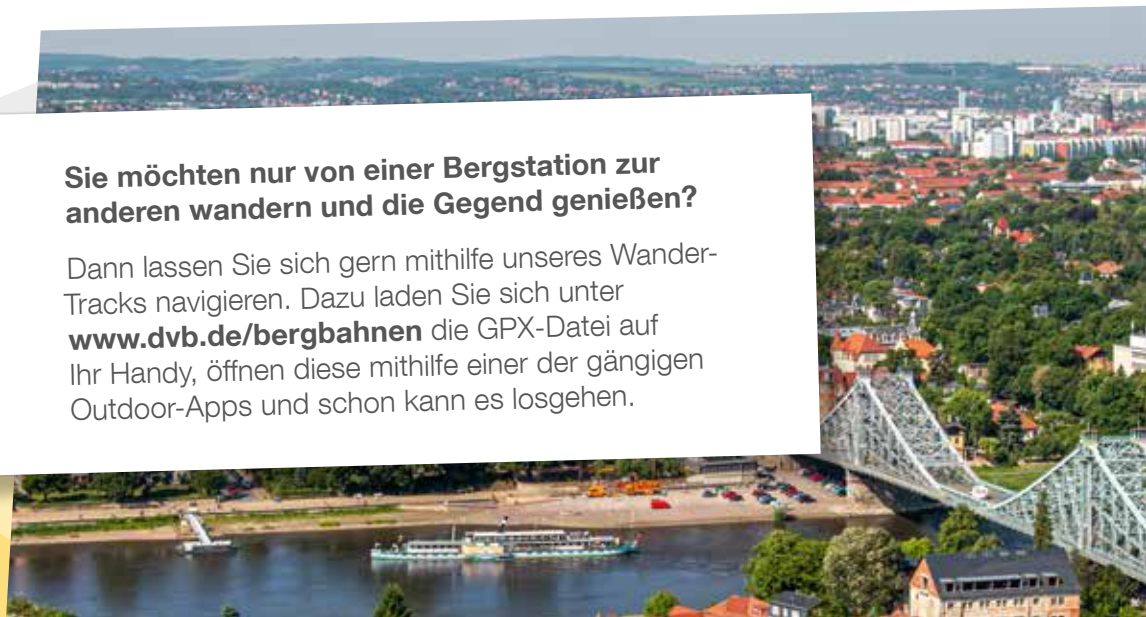 Sie möchten nur von einer Bergstation zur
anderen wandern und die Gegend genießen?
Dann lassen Sie sich gern mithilfe unseres Wander-
Tracks navigieren. Dazu laden Sie sich unter
www.dvb.de/bergbahnen die GPX-Datei auf
Ihr Handy, öffnen diese mithilfe einer der gängigen
Outdoor-Apps und schon kann es losgehen.